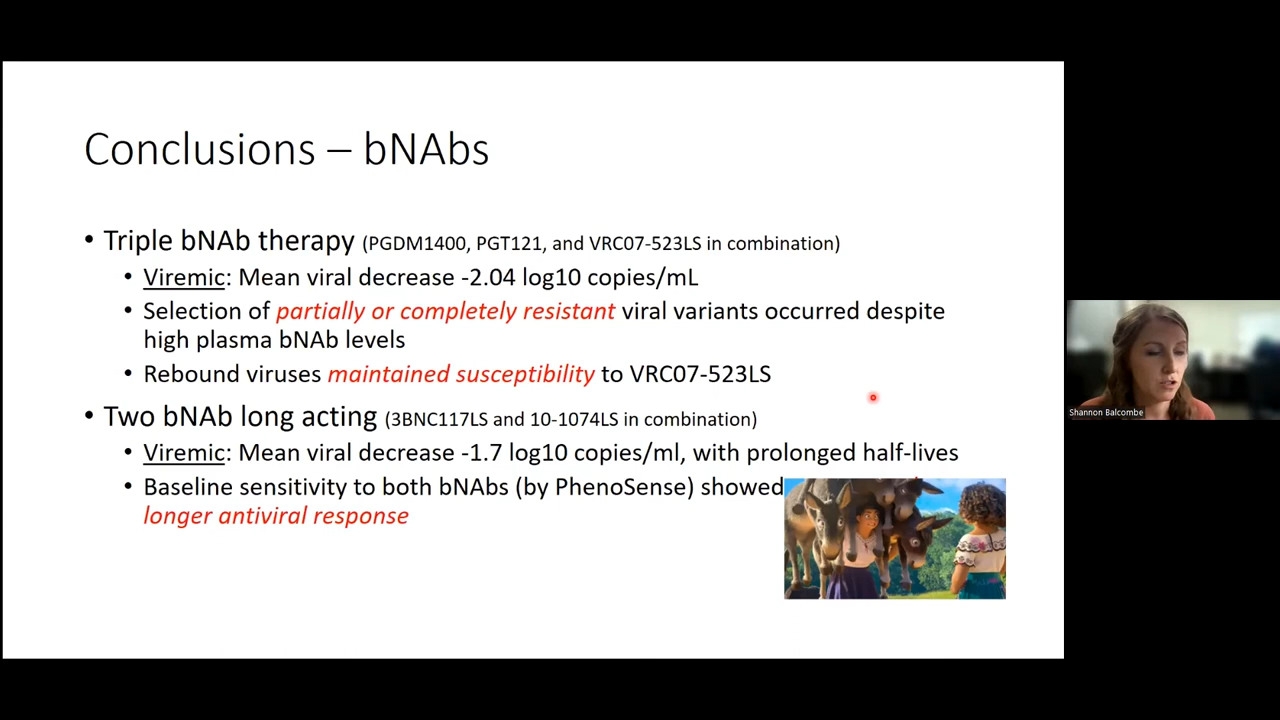 Conclusions – bNAbs
• Triple bNAb therapy (PGDM1400, PGT121, and VRC07-523LS in combination)
• Viremic: Mean viral decrease -2.04 log10 copies/mL
• Selection of partially or completely resistant viral variants occurred despite
high plasma bNAb levels
• Rebound viruses maintained susceptibility to VRC07-523LS
• Two bNAb long acting (3BNC117LS and 10-1074LS in combination)
• Viremic: Mean viral decrease -1.7 log10 copies/ml, with prolonged half-lives
• Baseline sensitivity to both bNAbs (by PhenoSense) showed
longer antiviral response
Shannon Balcombe